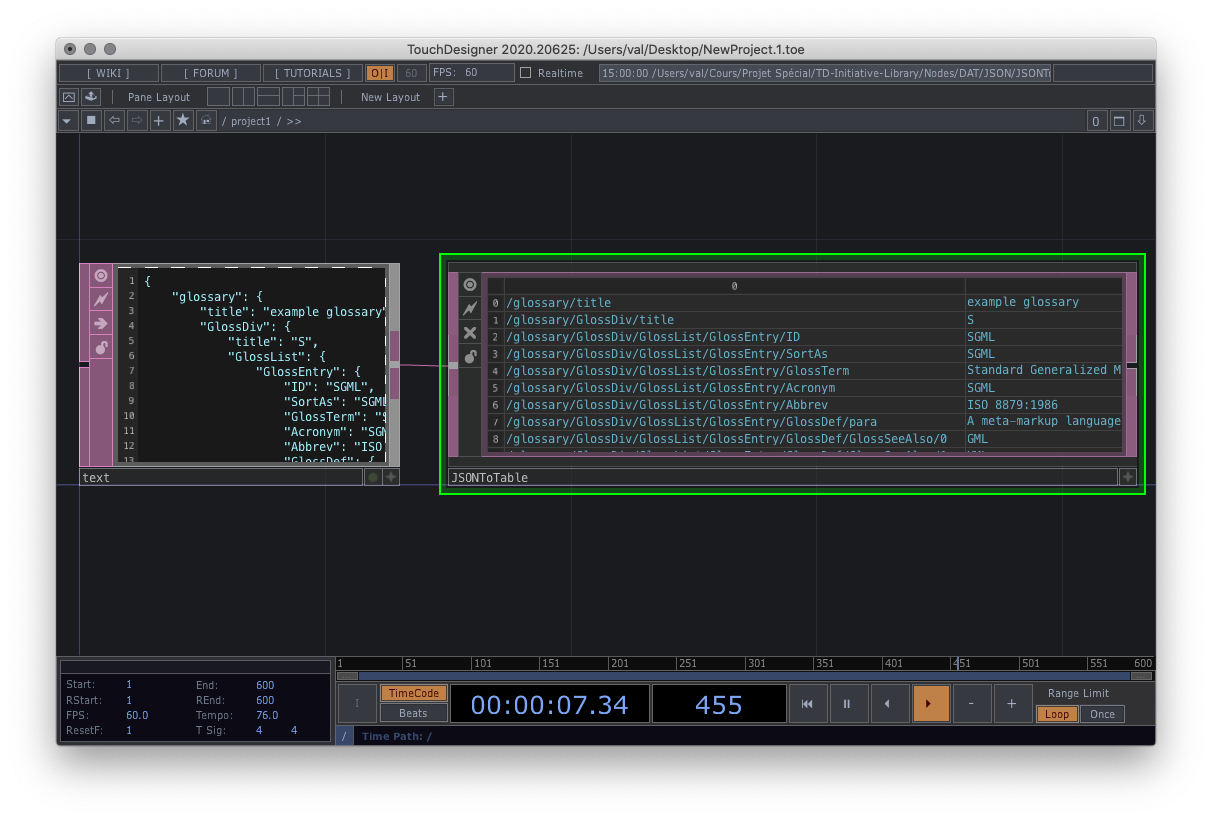 TouchDesigner 2020.20625: /Users/val/Desktop/NewProject.1.toe
[ WIKI ] [ FORUM ] [ TUTORIALS ] O|I 60 FPS: 60 Realtime 15:00:00 /Users/val/Cours/Projet Spécial/TD-Initiative-Library/Nodes/DAT/JSON/JSONTo
Pane Layout New Layout +
/ project1 / >> 0
1 {
2 "glossary": {
3 "title": "example glossary"
4 "GlossDiv": {
5 "title": "S",
6 "GlossList": {
7 "GlossEntry": {
8 "ID": "SGML",
9 "SortAs": "SGML
10 "GlossTerm": "S
11 "Acronym": "SGM
12 "Abbrev": "ISO
13 "GlossDef": {
text
0
0 /glossary/title example glossary
1 /glossary/GlossDiv/title S
2 /glossary/GlossDiv/GlossList/GlossEntry/ID SGML
3 /glossary/GlossDiv/GlossList/GlossEntry/SortAs SGML
4 /glossary/GlossDiv/GlossList/GlossEntry/GlossTerm Standard Generalized M
5 /glossary/GlossDiv/GlossList/GlossEntry/Acronym SGML
6 /glossary/GlossDiv/GlossList/GlossEntry/Abbrev ISO 8879:1986
7 /glossary/GlossDiv/GlossList/GlossEntry/GlossDef/para A meta-markup language
8 /glossary/GlossDiv/GlossList/GlossEntry/GlossDef/GlossSeeAlso/0 GML
JSONToTable
1 51 101 151 201 251 301 351 401 451 501 551 600
Start: 1 End: 600
RStart: 1 REnd: 600
FPS: 60.0 Tempo: 76.0
ResetF: 1 T Sig: 4 4
I TimeCode
Beats
00:00:07.34 455
- +
Range Limit
Loop Once
/ Time Path: /